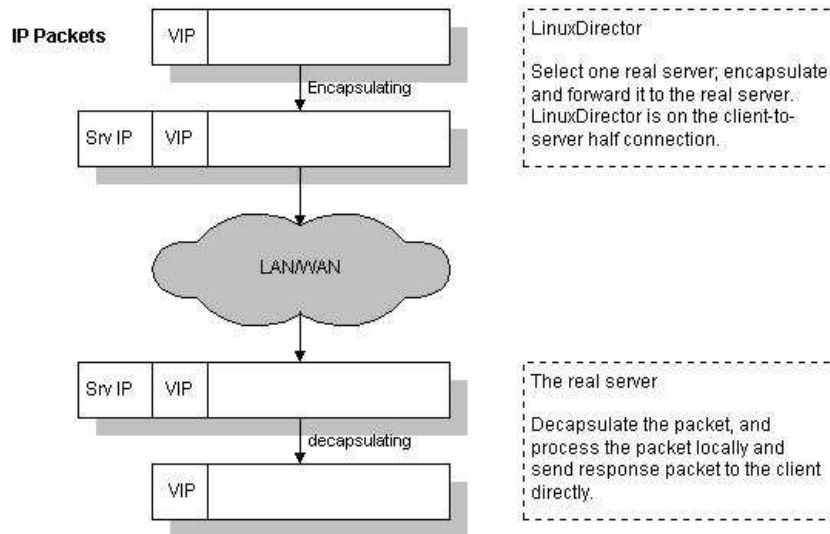 IP Packets
VIP
Encapsulating
Srv IP VIP
LAN/WAN
Srv IP VIP
decapsulating
VIP
LinuxDirector
Select one real server; encapsulate
and forward it to the real server.
LinuxDirector is on the client-to-
server half connection.
The real server
Decapsulate the packet, and
process the packet locally and
send response packet to the client
directly.